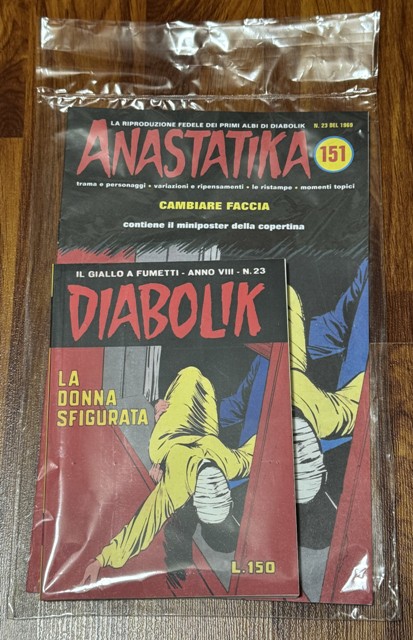 LA RIPRODUZIONE FEDELE DEI PRIMI ALBI DI DIABOLIK
N. 23 DEL 1969
ANASTATIKA
151
trama e personaggi • variazioni e ripensamenti • le ristampe • momenti topici
CAMBIARE FACCIA
contiene il miniposter della copertina
IL GIALLO A FUMETTI - ANNO VIII - N. 23
DIABOLIK
LA
DONNA
SFIGURATA
L.150